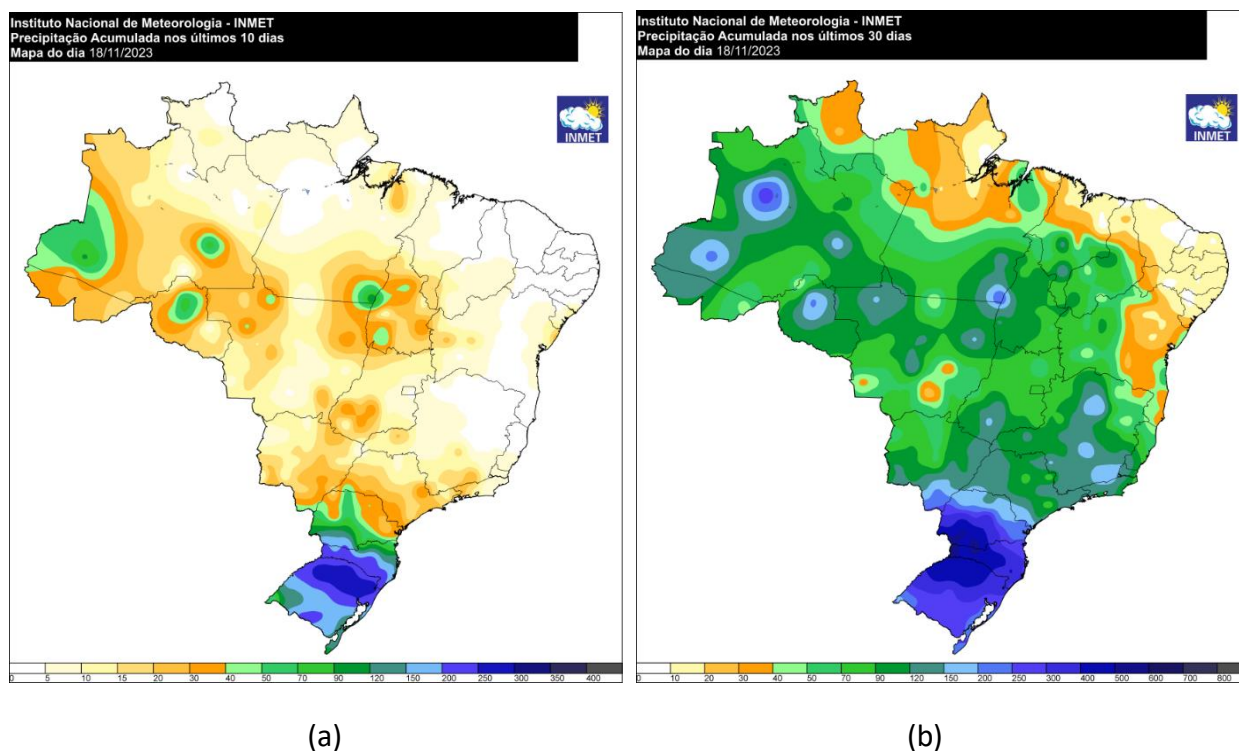 Instituto Nacional de Meteorologia - INMET
Precipitação Acumulada nos últimos 10 dias
Mapa do dia 18/11/2023
INMET
0 5 10 15 20 30 40 50 70 90 120 150 200 250 300 350 400
(a)
Instituto Nacional de Meteorologia - INMET
Precipitação Acumulada nos últimos 30 dias
Mapa do dia 18/11/2023
INMET
0 10 20 30 40 50 70 90 120 150 200 250 300 400 500 600 700 800
(b)